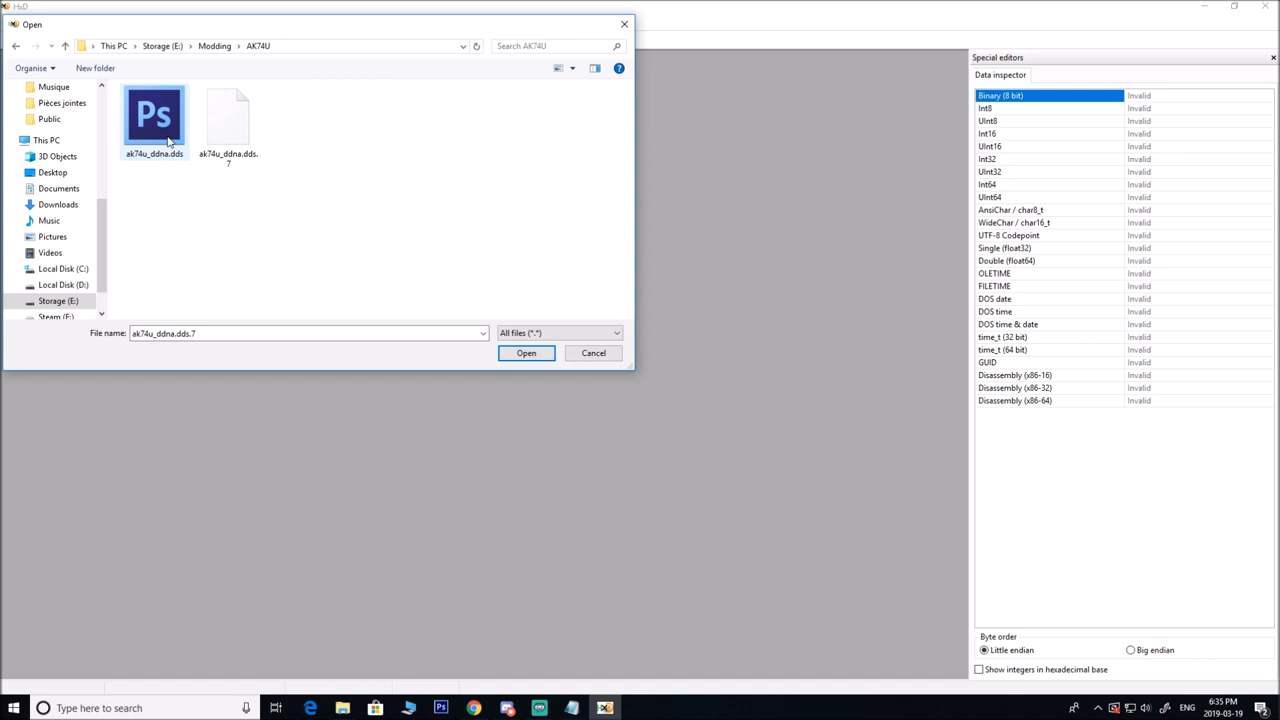 HxD
Open
This PC > Storage (E:) > Modding > AK74U
Search AK74U
Organise
New folder
Musique
Pièces jointes
Public
This PC
3D Objects
Desktop
Documents
Downloads
Music
Pictures
Videos
Local Disk (C:)
Local Disk (D:)
Storage (E:)
Steam (F:)
Ps
ak74u_ddna.dds
ak74u_ddna.dds.
7
File name:
ak74u_ddna.dds.7
All files (*.*)
Open
Cancel
Special editors
Data inspector
Binary (8 bit) Invalid
Int8 Invalid
UInt8 Invalid
Int16 Invalid
UInt16 Invalid
Int32 Invalid
UInt32 Invalid
Int64 Invalid
UInt64 Invalid
AnsiChar / char8_t Invalid
WideChar / char16_t Invalid
UTF-8 Codepoint Invalid
Single (float32) Invalid
Double (float64) Invalid
OLETIME Invalid
FILETIME Invalid
DOS date Invalid
DOS time Invalid
DOS time & date Invalid
time_t (32 bit) Invalid
time_t (64 bit) Invalid
GUID Invalid
Disassembly (x86-16) Invalid
Disassembly (x86-32) Invalid
Disassembly (x86-64) Invalid
Byte order
Little endian
Big endian
Show integers in hexadecimal base
Type here to search
Ps
ENG
6:35 PM
2019-03-19
2